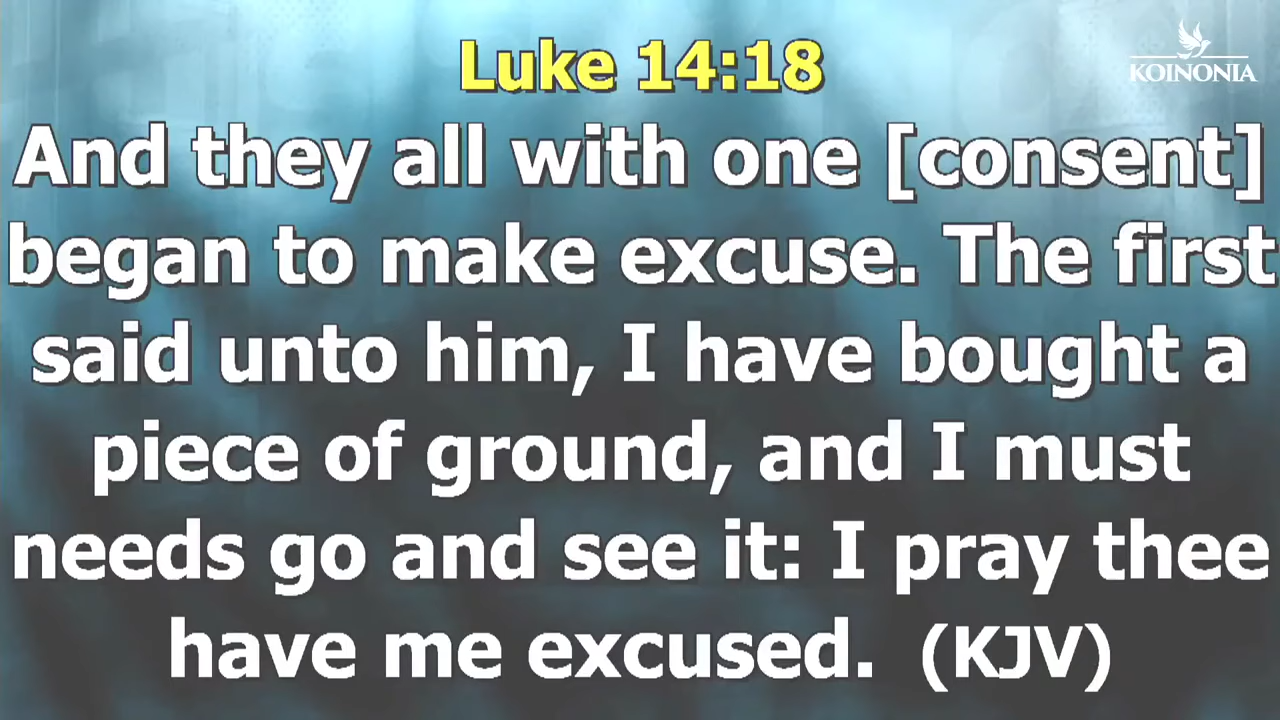 Luke 14:18
KOINONIA
And they all with one [consent]
began to make excuse. The first
said unto him, I have bought a
piece of ground, and I must
needs go and see it: I pray thee
have me excused. (KJV)